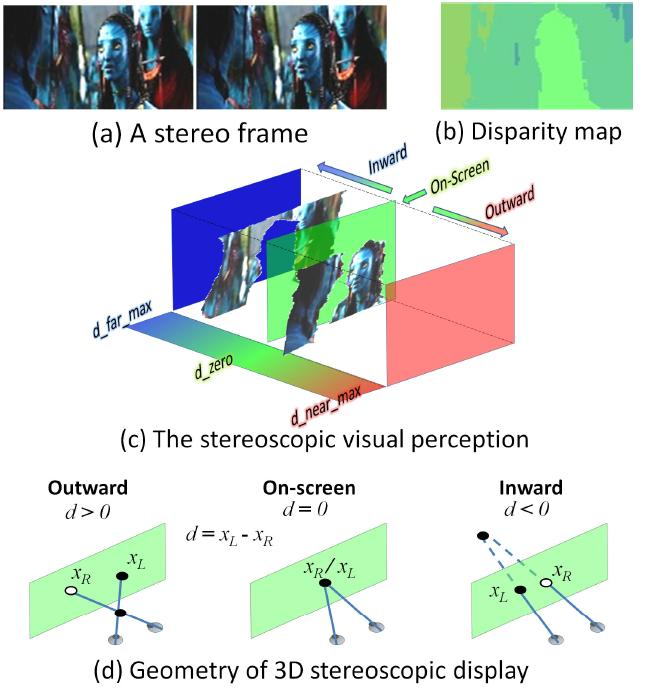 (a) A stereo frame
(b) Disparity map
Inward
On-Screen
Outward
d_far_max
d_zero
d_near_max
(c) The stereoscopic visual perception
Outward
d > 0
On-screen
d = 0
Inward
d < 0
d = x_L - x_R
x_R
x_L
x_R / x_L
x_L
x_R
(d) Geometry of 3D stereoscopic display